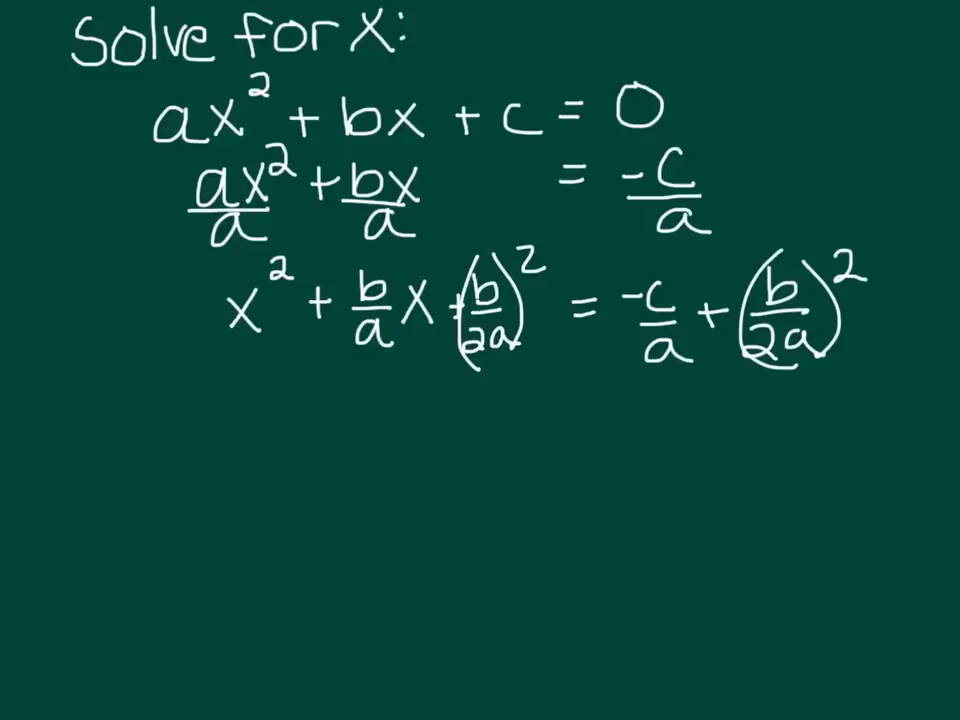 Solve for x:
ax² + bx + c = 0
ax²/a + bx/a = -c/a
x² + b/a x + (b/2a)² = -c/a + (b/2a)²